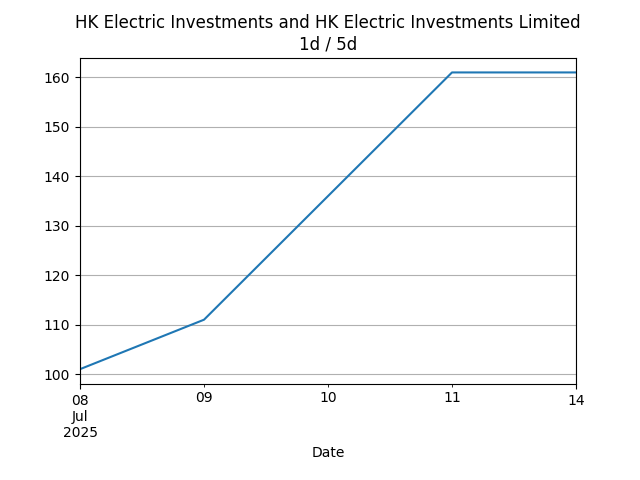 HK Electric Investments and HK Electric Investments Limited
1d / 5d
160
150
140
130
120
110
100
08 09 10 11 14
Jul
2025
Date